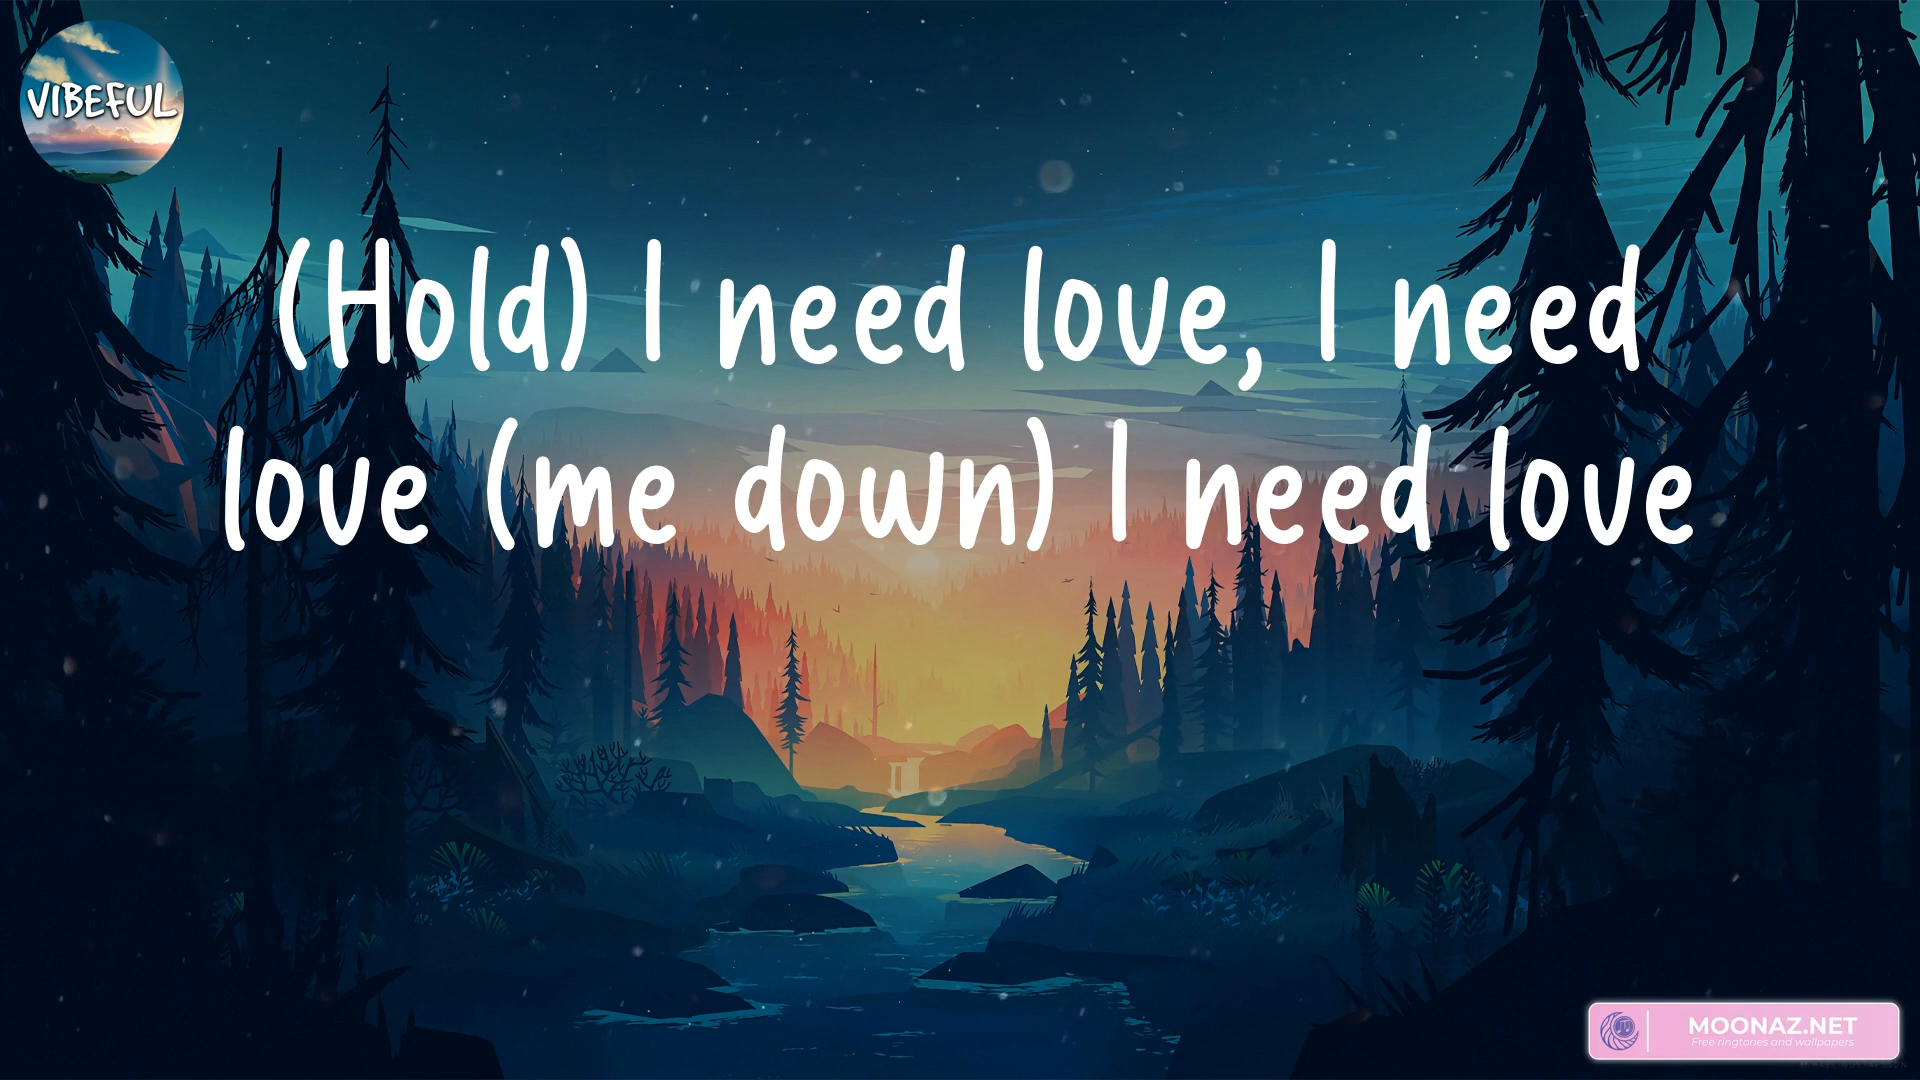 VIBEFUL
(Hold) I need love, I need
love (me down) I need love
MOONAZ.NET
Free ringtones and wallpapers